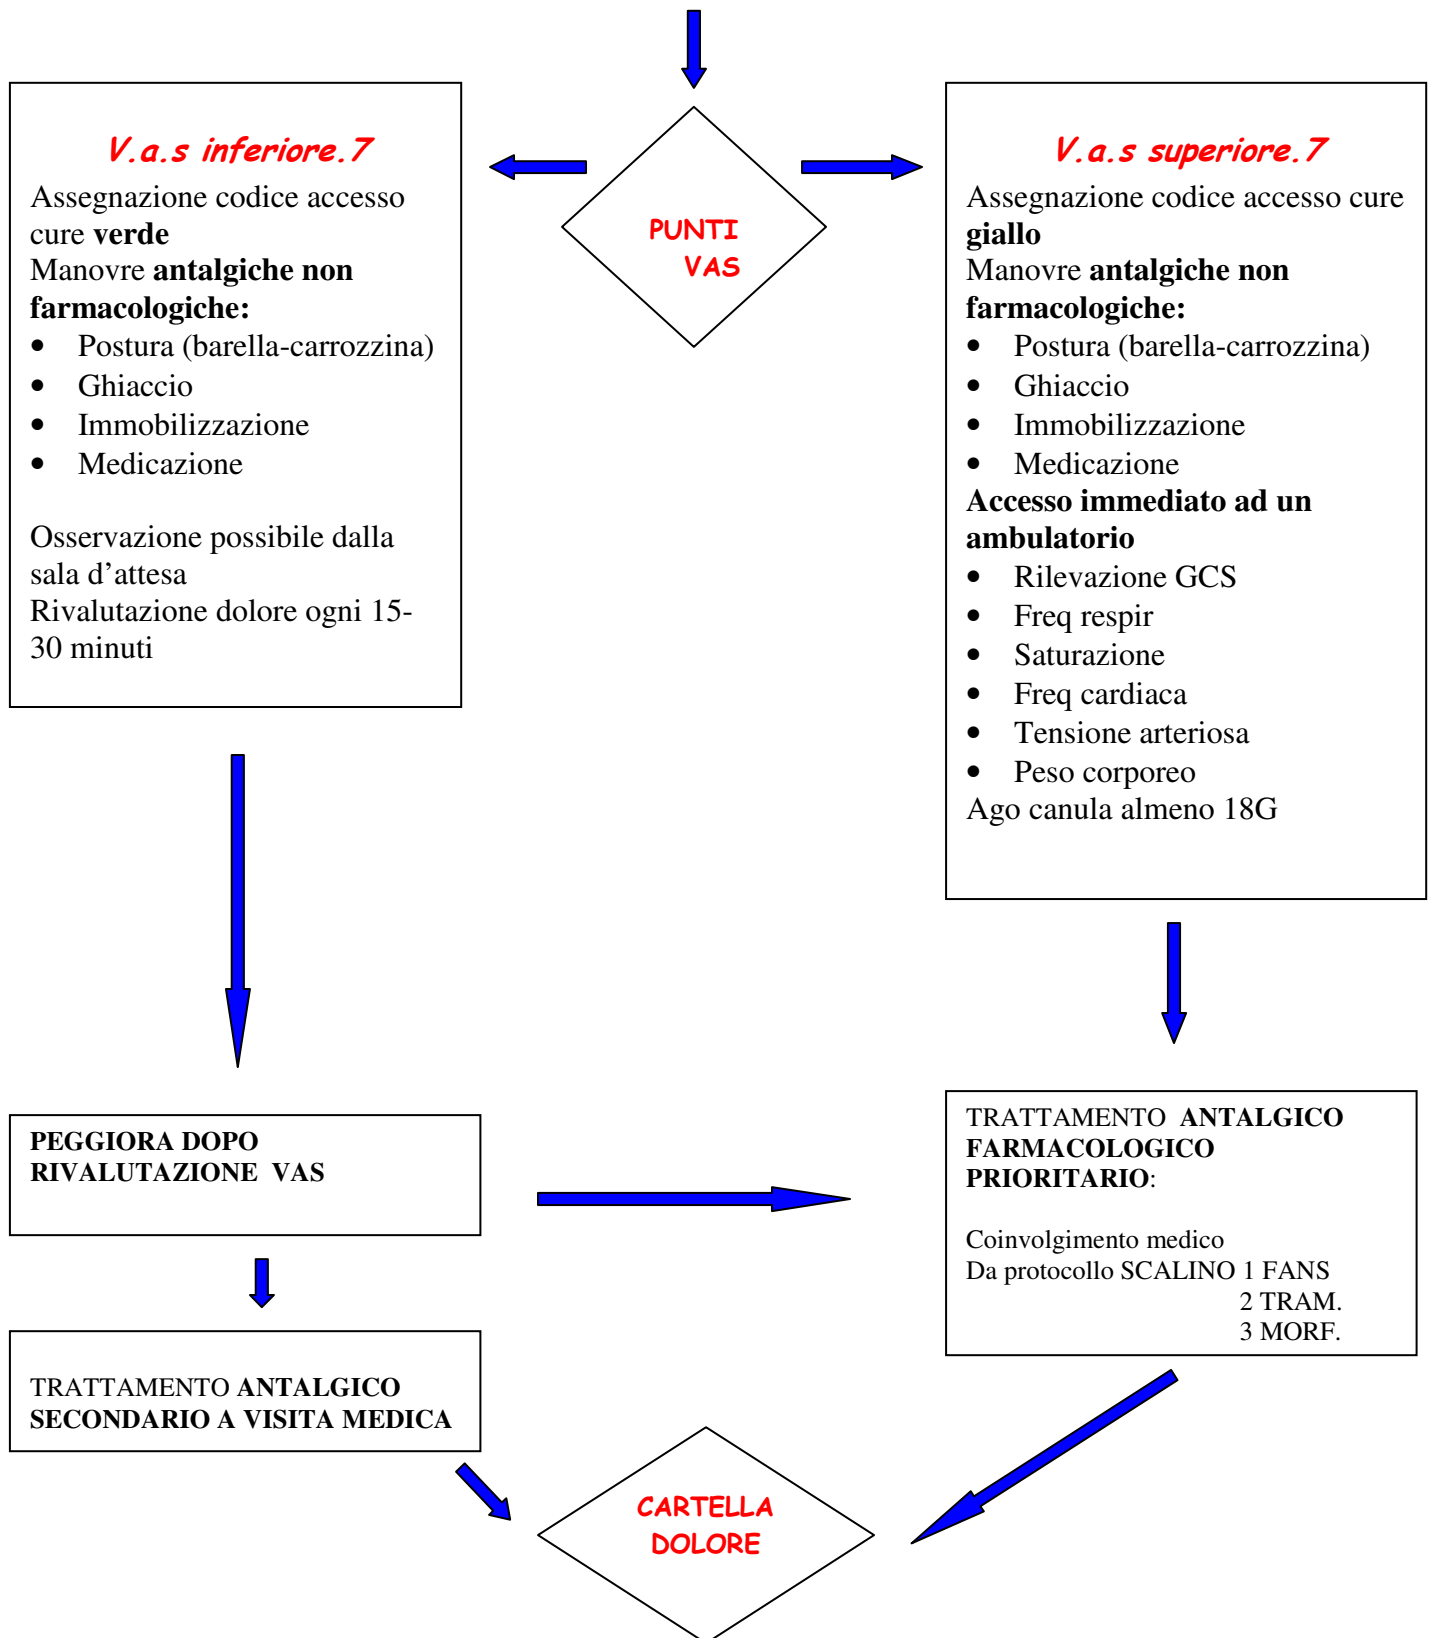 V.a.s inferiore.7
Assegnazione codice accesso
cure verde
Manovre antalgiche non
farmacologiche:
• Postura (barella-carrozzina)
• Ghiaccio
• Immobilizzazione
• Medicazione
Osservazione possibile dalla
sala d’attesa
Rivalutazione dolore ogni 15-
30 minuti
PUNTI
VAS
V.a.s superiore.7
Assegnazione codice accesso cure
giallo
Manovre antalgiche non
farmacologiche:
• Postura (barella-carrozzina)
• Ghiaccio
• Immobilizzazione
• Medicazione
Accesso immediato ad un
ambulatorio
• Rilevazione GCS
• Freq respir
• Saturazione
• Freq cardiaca
• Tensione arteriosa
• Peso corporeo
Ago canula almeno 18G
PEGGIORA DOPO
RIVALUTAZIONE VAS
TRATTAMENTO ANTALGICO
FARMACOLOGICO
PRIORITARIO:
Coinvolgimento medico
Da protocollo SCALINO 1 FANS
2 TRAM.
3 MORF.
TRATTAMENTO ANTALGICO
SECONDARIO A VISITA MEDICA
CARTELLA
DOLORE